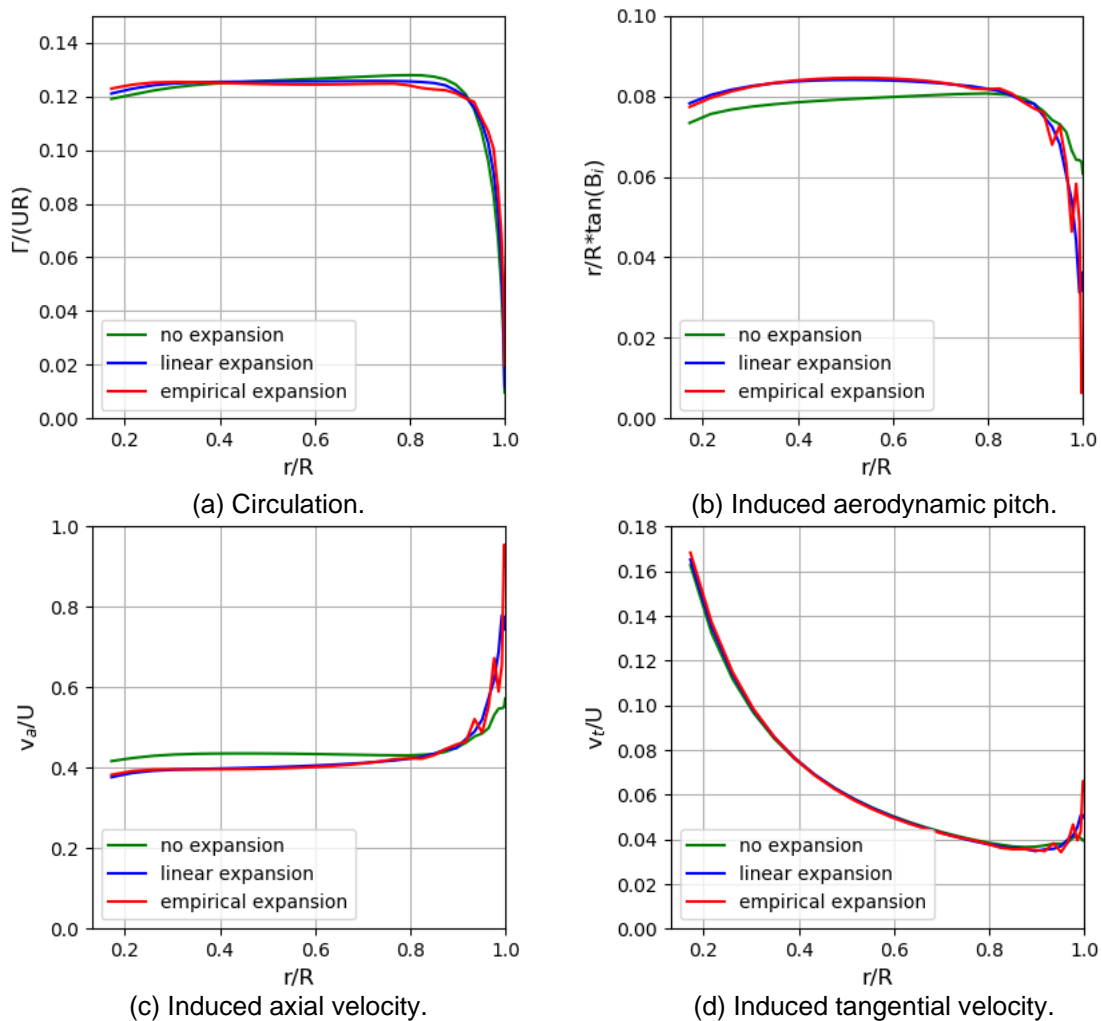 0.14
0.12
0.10
0.08
0.06
0.04
0.02
0.00
Γ/(UR)
no expansion
linear expansion
empirical expansion
0.2 0.4 0.6 0.8 1.0
r/R
(a) Circulation.
0.10
0.08
0.06
0.04
0.02
0.00
r/R*tan(Bᵢ)
no expansion
linear expansion
empirical expansion
0.2 0.4 0.6 0.8 1.0
r/R
(b) Induced aerodynamic pitch.
1.0
0.8
0.6
0.4
0.2
0.0
vₐ/U
no expansion
linear expansion
empirical expansion
0.2 0.4 0.6 0.8 1.0
r/R
(c) Induced axial velocity.
0.18
0.16
0.14
0.12
0.10
0.08
0.06
0.04
0.02
0.00
vₜ/U
no expansion
linear expansion
empirical expansion
0.2 0.4 0.6 0.8 1.0
r/R
(d) Induced tangential velocity.